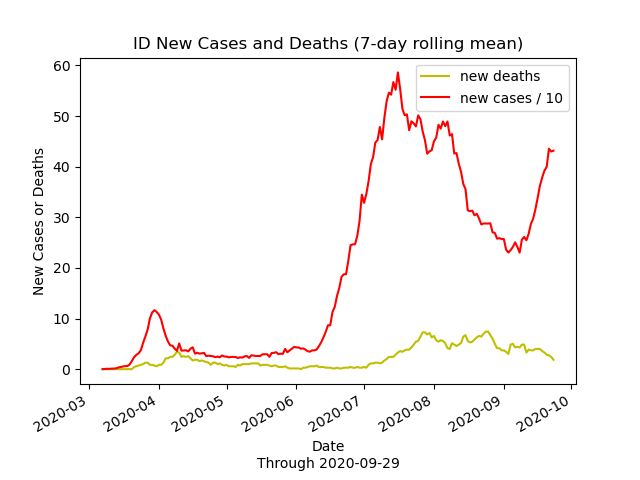 ID New Cases and Deaths (7-day rolling mean)
new deaths
new cases / 10
New Cases or Deaths
60
50
40
30
20
10
0
2020-03
2020-04
2020-05
2020-06
2020-07
2020-08
2020-09
2020-10
Date
Through 2020-09-29